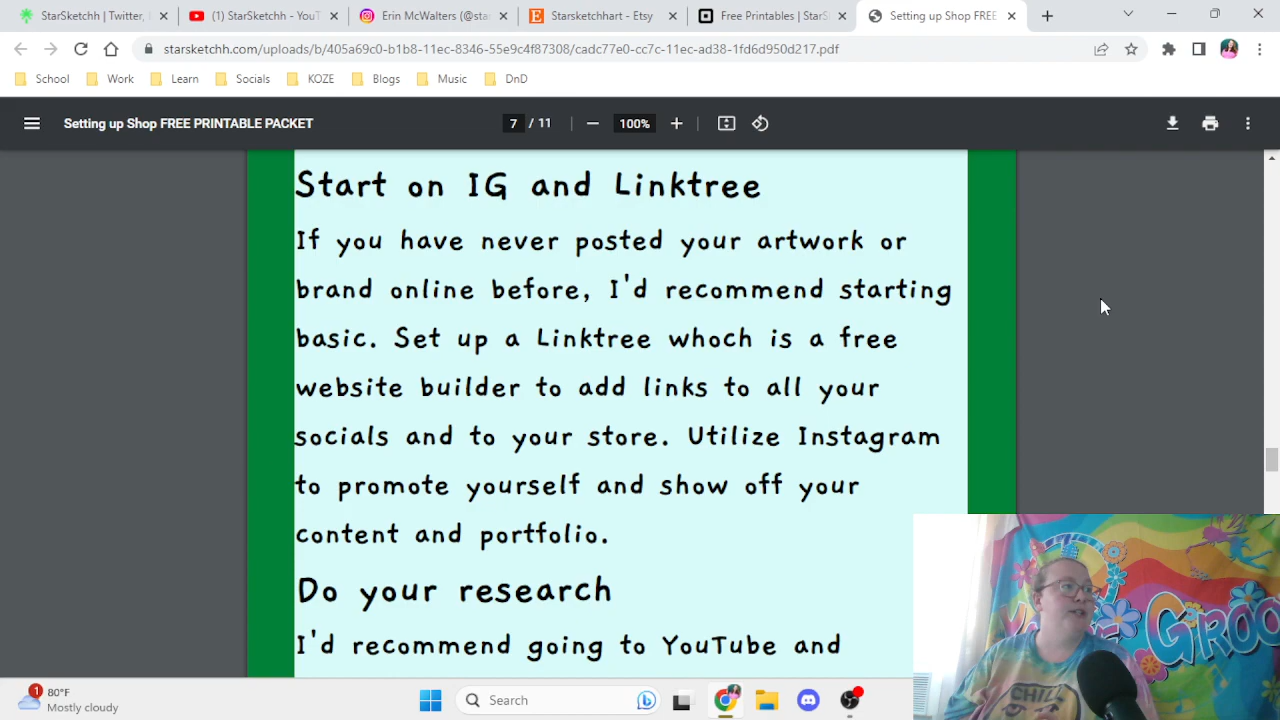 StarSketchh | Twitter, I
(1) StarSketchh - YouT
Erin McWalters (@sta
Starsketchhart - Etsy
Free Printables | StarS
Setting up Shop FREE
starsketchh.com/uploads/b/405a69c0-b1b8-11ec-8346-55e9c4f87308/cadc77e0-cc7c-11ec-ad38-1fd6d950d217.pdf
School Work Learn Socials KOZE Blogs Music DnD
Setting up Shop FREE PRINTABLE PACKET
7 / 11
100%
Start on IG and Linktree
If you have never posted your artwork or
brand online before, I'd recommend starting
basic. Set up a Linktree whoch is a free
website builder to add links to all your
socials and to your store. Utilize Instagram
to promote yourself and show off your
content and portfolio.
Do your research
I'd recommend going to YouTube and
CHILL
1
80°F
Mostly cloudy
Search